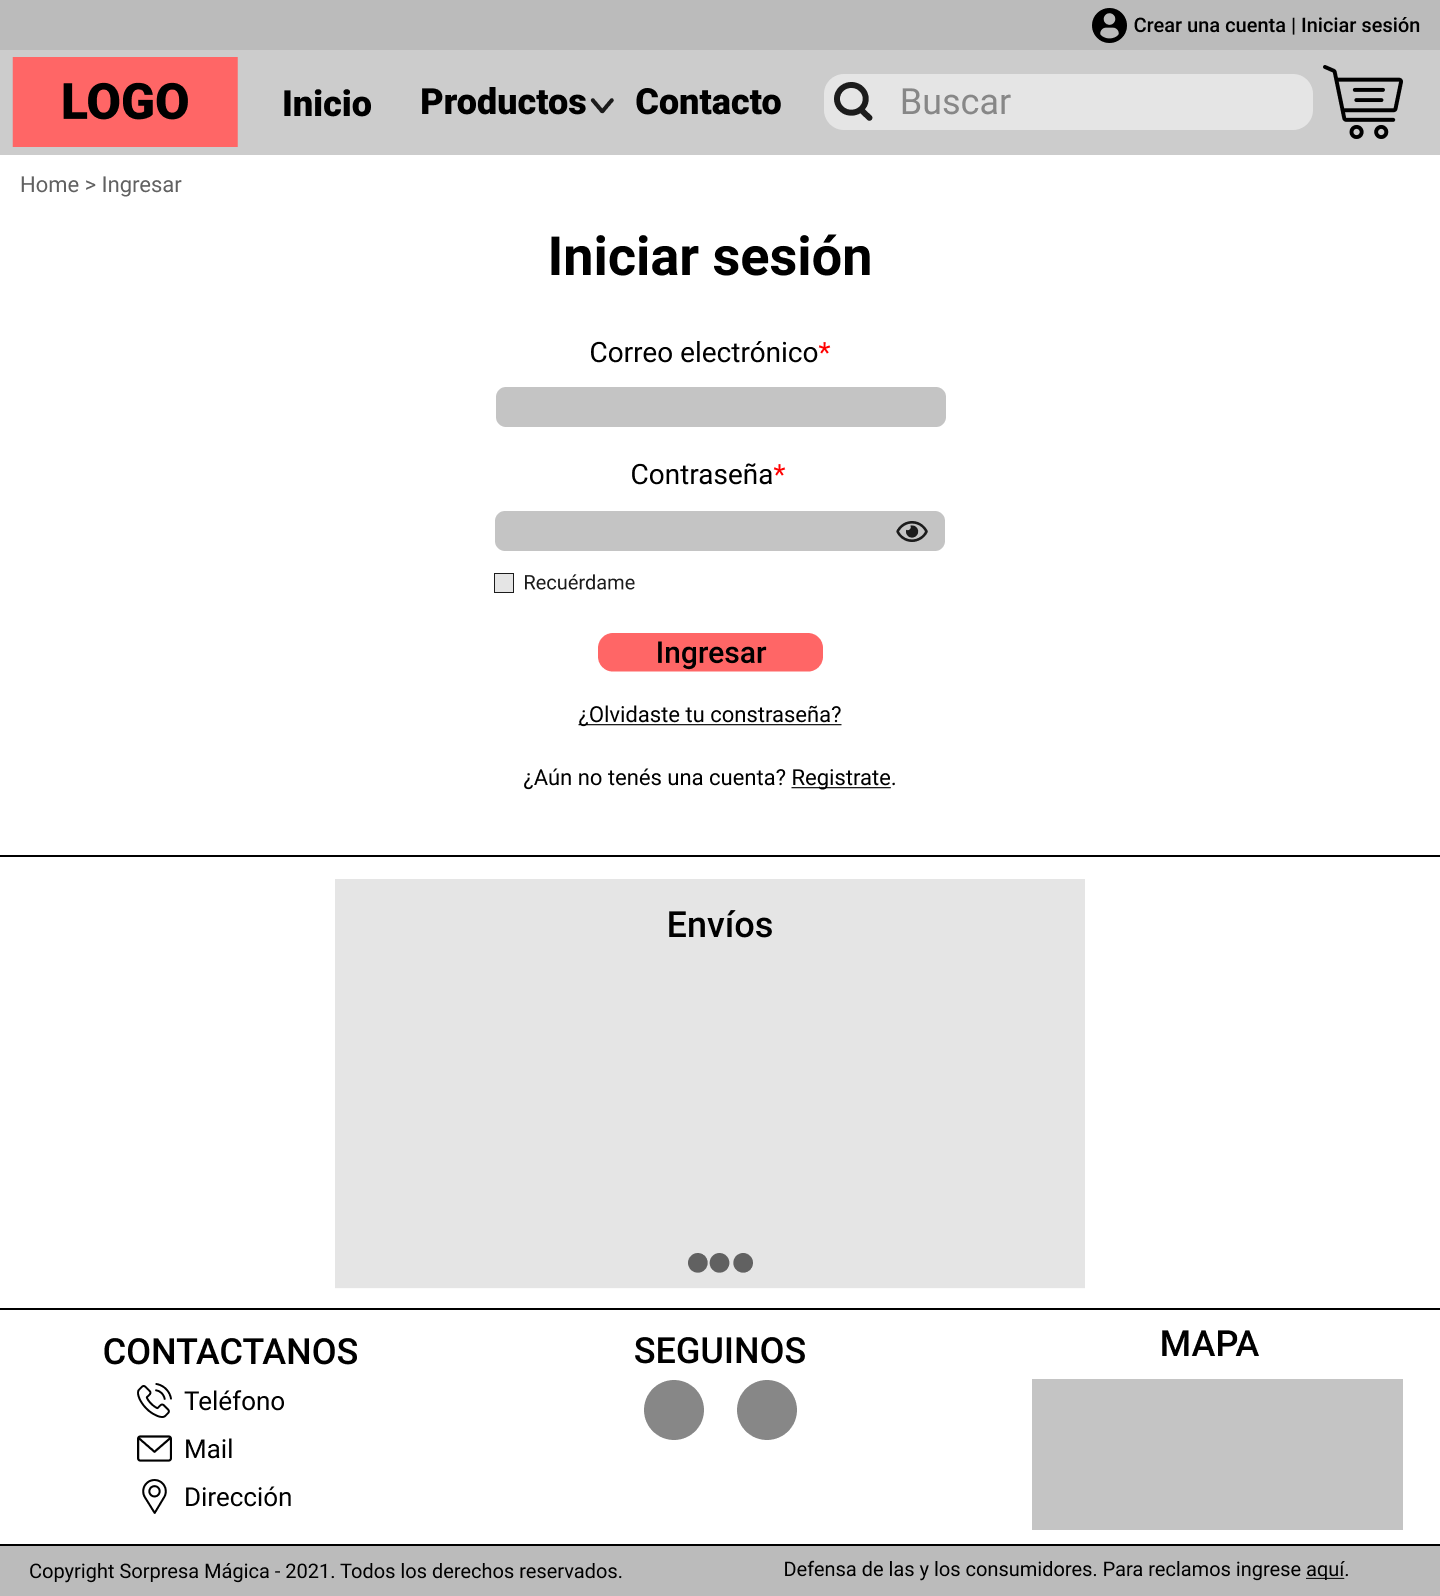 Crear una cuenta | Iniciar sesión
LOGO
Inicio
Productos
Contacto
Buscar
Home > Ingresar
Iniciar sesión
Correo electrónico*
Contraseña*
Recuérdame
Ingresar
¿Olvidaste tu constraseña?
¿Aún no tenés una cuenta? Registrate.
Envíos
CONTACTANOS
Teléfono
Mail
Dirección
SEGUINOS
MAPA
Copyright Sorpresa Mágica - 2021. Todos los derechos reservados.
Defensa de las y los consumidores. Para reclamos ingrese aquí.